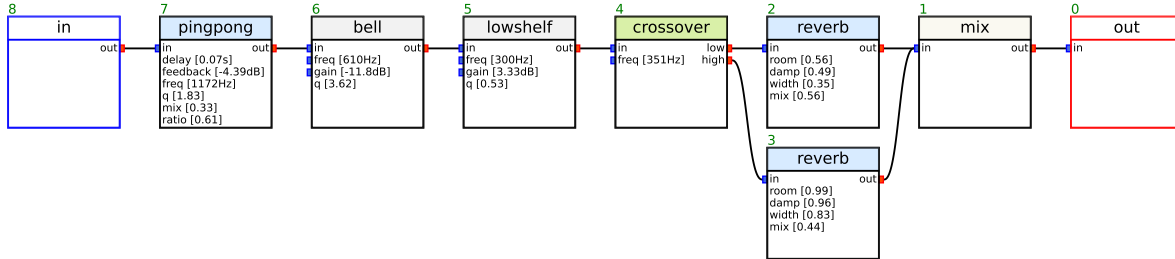 8
in
out
7
pingpong
in out
delay [0.07s]
feedback [-4.39dB]
freq [1172Hz]
q [1.83]
mix [0.33]
ratio [0.61]
6
bell
in out
freq [610Hz]
gain [-11.8dB]
q [3.62]
5
lowshelf
in out
freq [300Hz]
gain [3.33dB]
q [0.53]
4
crossover
in low
freq [351Hz] high
2
reverb
in out
room [0.56]
damp [0.49]
width [0.35]
mix [0.56]
3
reverb
in out
room [0.99]
damp [0.96]
width [0.83]
mix [0.44]
1
mix
in out
0
out
in